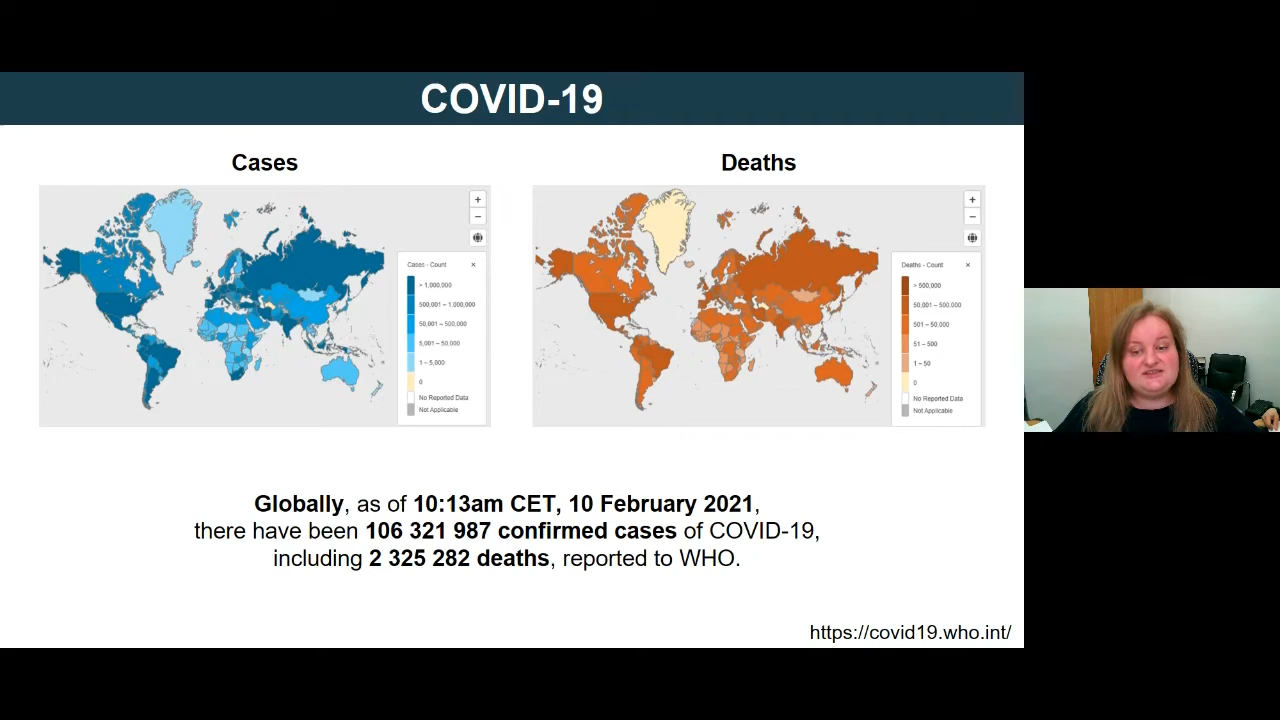 COVID-19
Cases
Deaths
+
−
Cases - Count ×
> 1,000,000
500,001 – 1,000,000
50,001 – 500,000
5,001 – 50,000
1 – 5,000
0
No Reported Data
Not Applicable
+
−
Deaths - Count ×
> 500,000
50,001 – 500,000
501 – 50,000
51 – 500
1 – 50
0
No Reported Data
Not Applicable
Globally, as of 10:13am CET, 10 February 2021,
there have been 106 321 987 confirmed cases of COVID-19,
including 2 325 282 deaths, reported to WHO.
https://covid19.who.int/